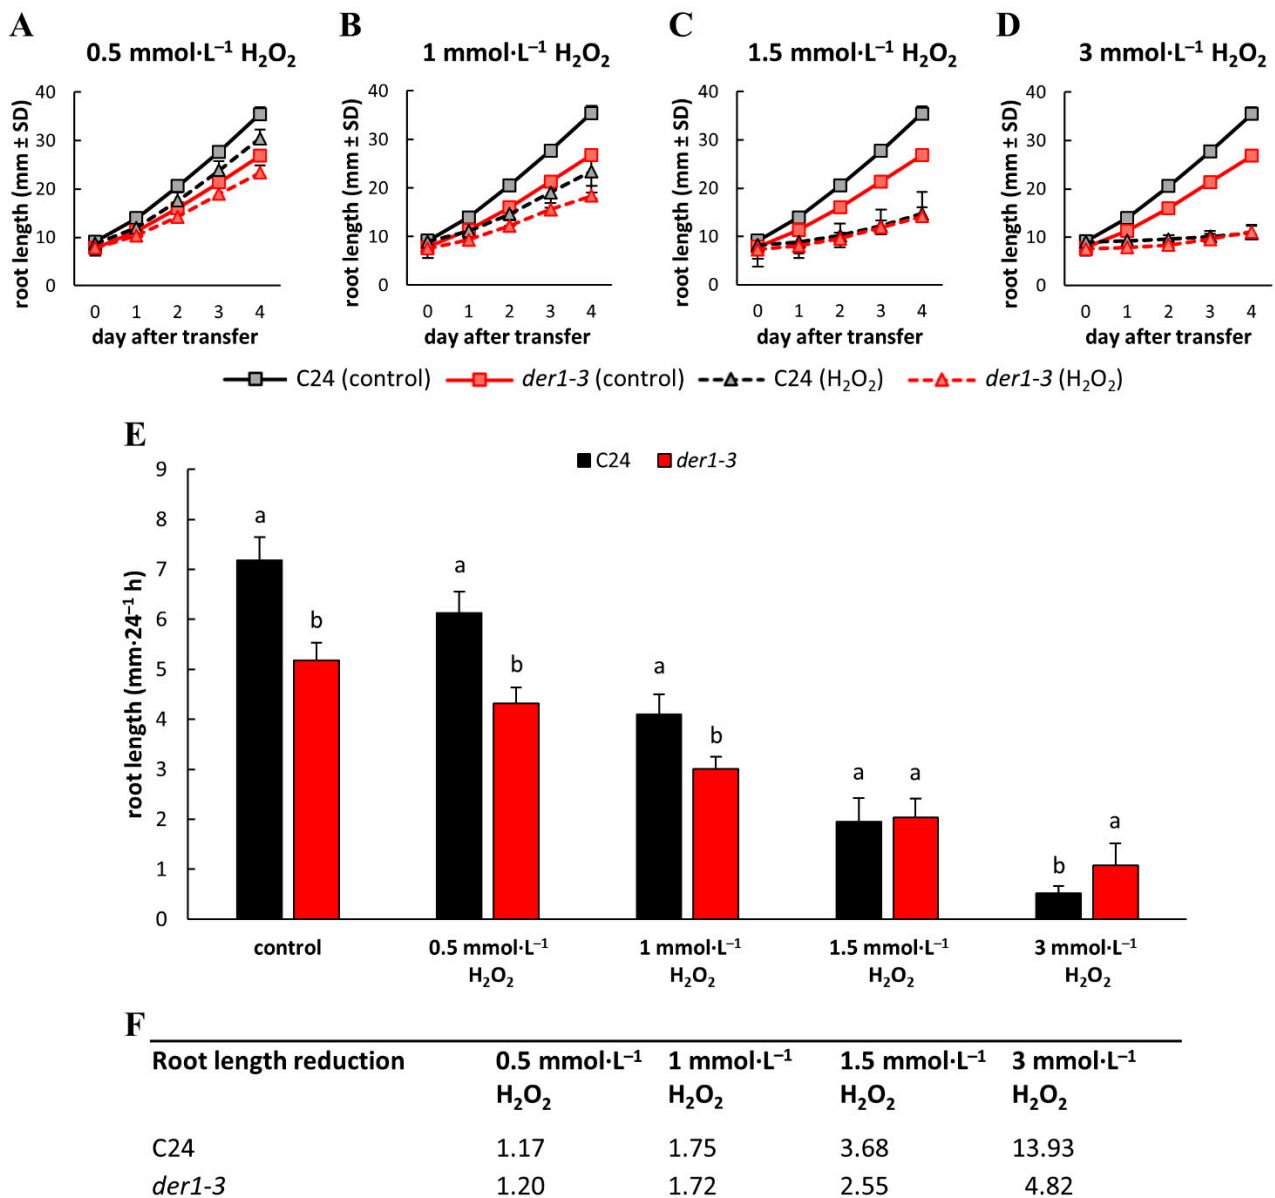 A
0.5 mmol·L⁻¹ H₂O₂
root length (mm ± SD)
40
30
20
10
0
0 1 2 3 4
day after transfer
B
1 mmol·L⁻¹ H₂O₂
root length (mm ± SD)
40
30
20
10
0
0 1 2 3 4
day after transfer
C
1.5 mmol·L⁻¹ H₂O₂
root length (mm ± SD)
40
30
20
10
0
0 1 2 3 4
day after transfer
D
3 mmol·L⁻¹ H₂O₂
root length (mm ± SD)
40
30
20
10
0
0 1 2 3 4
day after transfer
C24 (control) der1-3 (control) C24 (H₂O₂) der1-3 (H₂O₂)
E
C24 der1-3
root length (mm·24⁻¹ h)
9
8
7
6
5
4
3
2
1
0
a b a b a b a a b a
control 0.5 mmol·L⁻¹ 1 mmol·L⁻¹ 1.5 mmol·L⁻¹ 3 mmol·L⁻¹
H₂O₂ H₂O₂ H₂O₂ H₂O₂
F
Root length reduction 0.5 mmol·L⁻¹ 1 mmol·L⁻¹ 1.5 mmol·L⁻¹ 3 mmol·L⁻¹
H₂O₂ H₂O₂ H₂O₂ H₂O₂
C24 1.17 1.75 3.68 13.93
der1-3 1.20 1.72 2.55 4.82